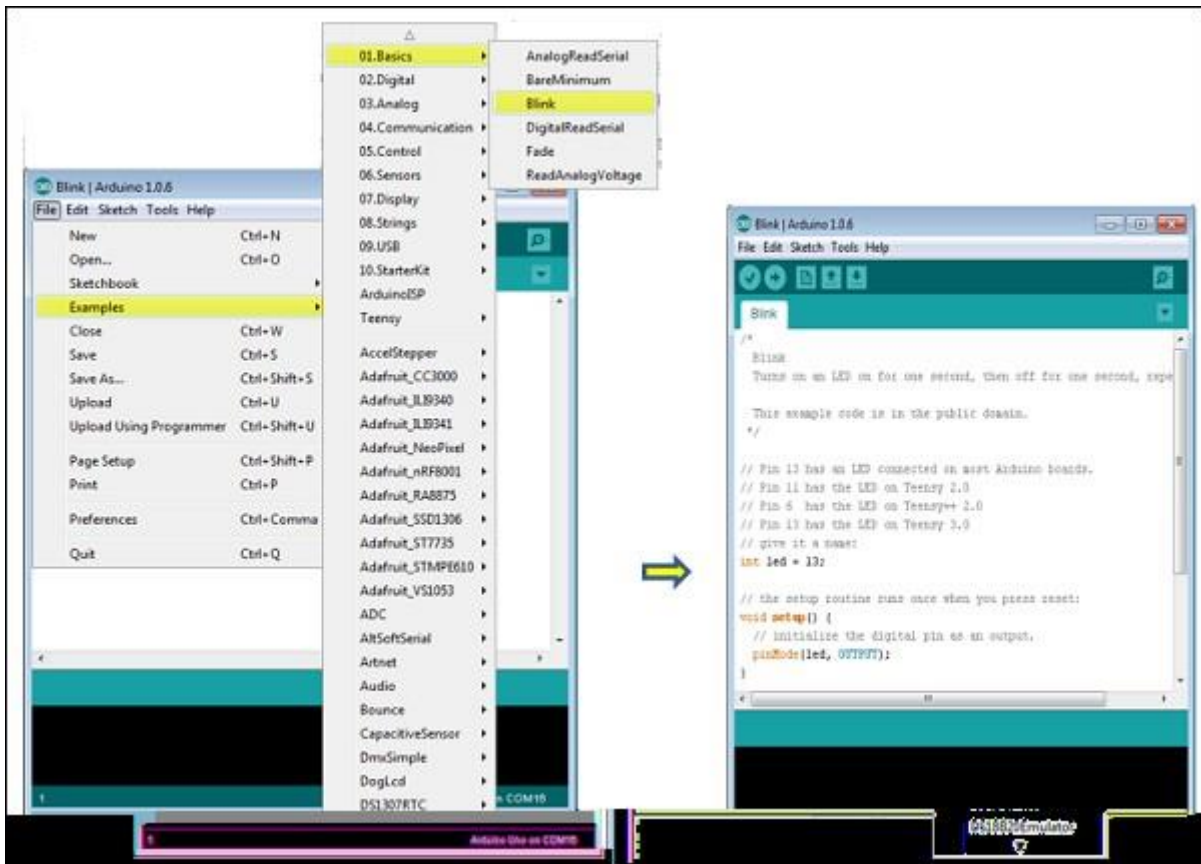 01.Basics
02.Digital
03.Analog
04.Communication
05.Control
06.Sensors
07.Display
08.Strings
09.USB
10.StarterKit
ArduinoISP
Teensy
AccelStepper
Adafruit_CC3000
Adafruit_ILI9340
Adafruit_ILI9341
Adafruit_NeoPixel
Adafruit_nRF8001
Adafruit_RA8875
Adafruit_SSD1306
Adafruit_ST7735
Adafruit_STMPE610
Adafruit_VS1053
ADC
AltSoftSerial
Artnet
Audio
Bounce
CapacitiveSensor
DmxSimple
DogLcd
DS1307RTC
AnalogReadSerial
BareMinimum
Blink
DigitalReadSerial
Fade
ReadAnalogVoltage
Blink | Arduino 1.0.6
File Edit Sketch Tools Help
New Ctrl+N
Open... Ctrl+O
Sketchbook
Examples
Close Ctrl+W
Save Ctrl+S
Save As... Ctrl+Shift+S
Upload Ctrl+U
Upload Using Programmer Ctrl+Shift+U
Page Setup Ctrl+Shift+P
Print Ctrl+P
Preferences Ctrl+Comma
Quit Ctrl+Q
1 on COM15
1 Arduino Uno on COM15
Blink | Arduino 1.0.6
File Edit Sketch Tools Help
Blink
/*
Blink
Turns on an LED on for one second, then off for one second, repe
This example code is in the public domain.
*/
// Pin 13 has an LED connected on most Arduino boards.
// Pin 11 has the LED on Teensy 2.0
// Pin 6 has the LED on Teensy++ 2.0
// Pin 13 has the LED on Teensy 3.0
// give it a name:
int led = 13;
// the setup routine runs once when you press reset:
void setup() {
// initialize the digital pin as an output.
pinMode(led, OUTPUT);
}